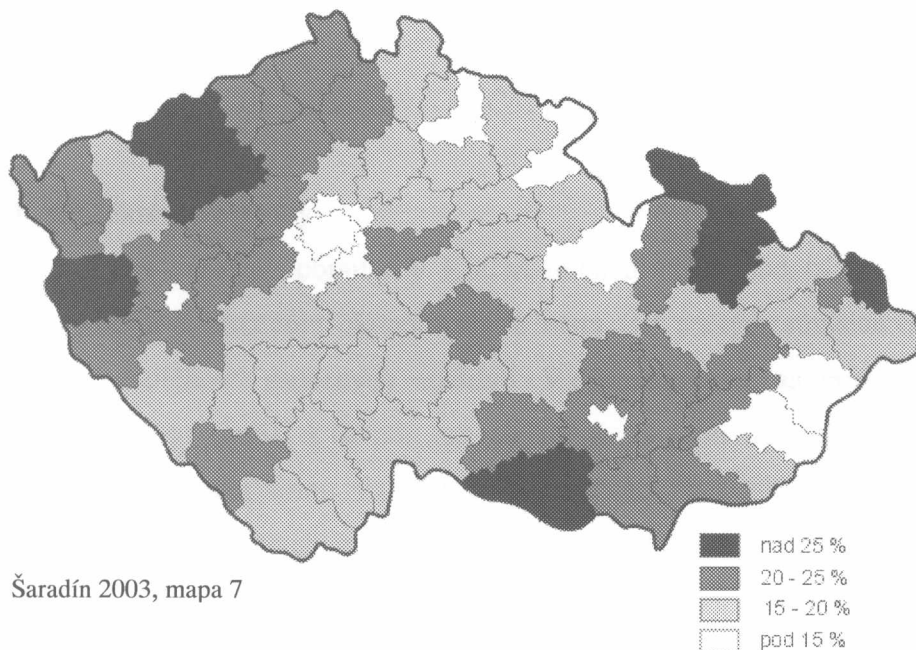 nad 25 %
20 - 25 %
15 - 20 %
pod 15 %
Šaradín 2003, mapa 7